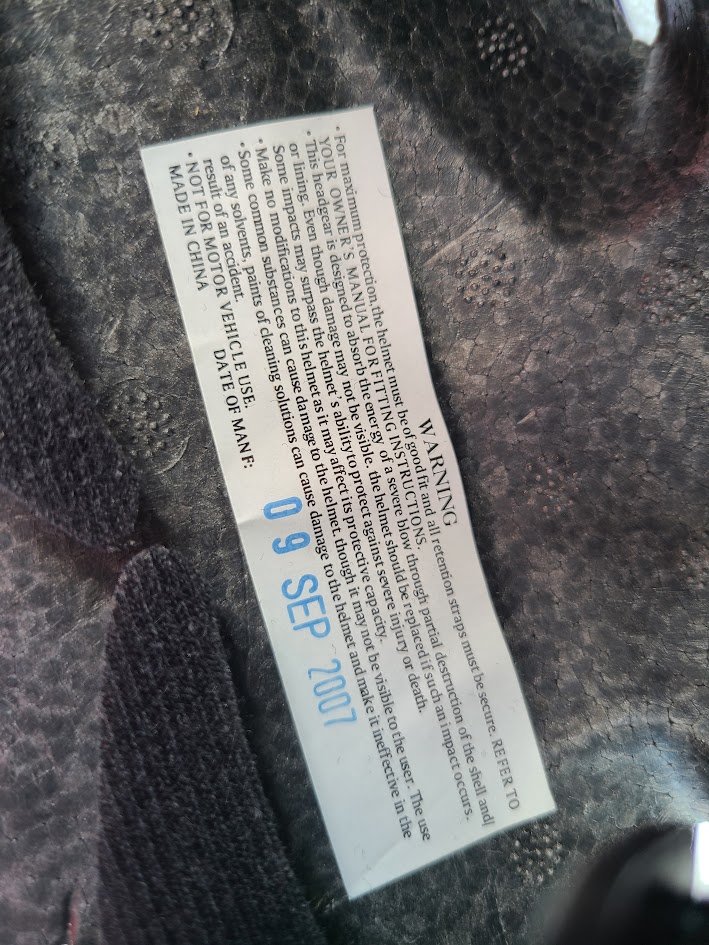 WARNING
• For maximum protection, the helmet must be of good fit and all retention straps must be secure. REFER TO
YOUR OWNER'S MANUAL FOR FITTING INSTRUCTIONS.
• This headgear is designed to absorb the energy of a severe blow, through partial destruction of the shell and/
or lining. Even though damage may not be visible. the helmet should be replaced if such an impact occurs.
Some impacts may surpass the helmet's ability to protect against severe injury or death.
• Make no modifications to this helmet as it may affect its protective capacity.
• Some common substances can cause damage to the helmet. though it may not be visible to the user. The use
of any solvents, paints of cleaning solutions can cause damage to the helmet and make it ineffective in the
result of an accident.
• NOT FOR MOTOR VEHICLE USE.
MADE IN CHINA DATE OF MANF:
09 SEP 2007